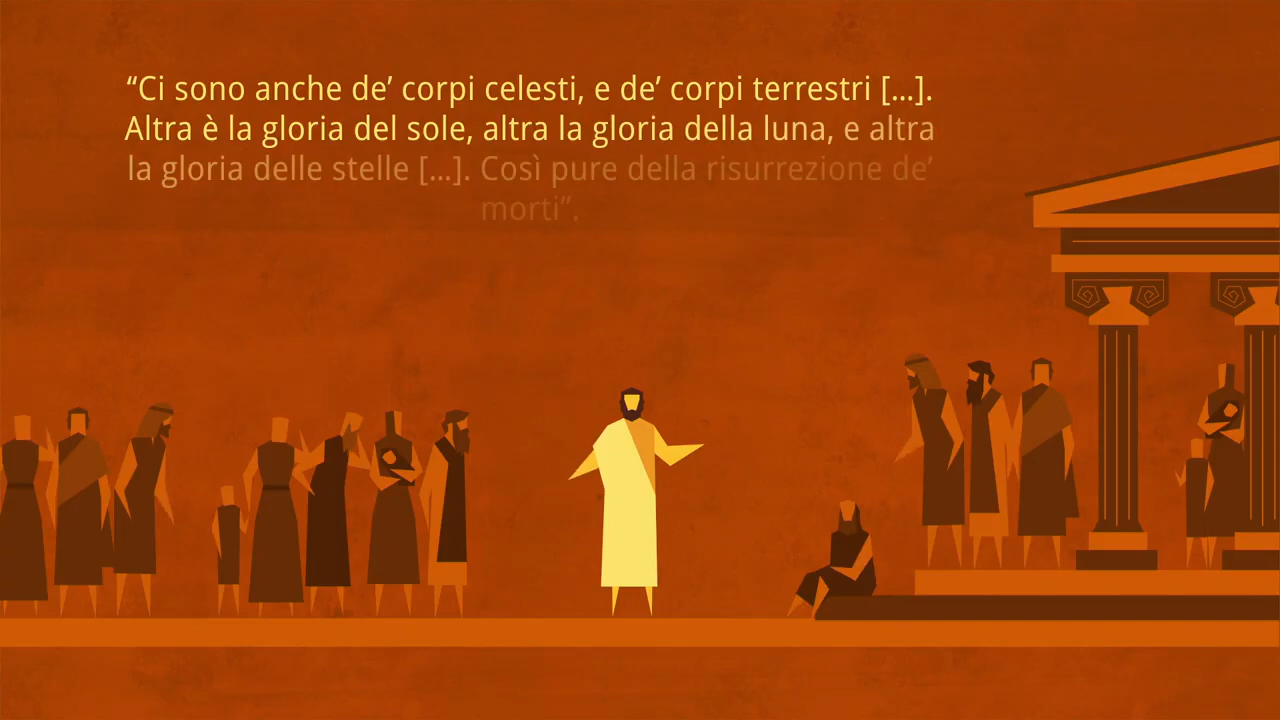 “Ci sono anche de’ corpi celesti, e de’ corpi terrestri [...].
Altra è la gloria del sole, altra la gloria della luna, e altra
la gloria delle stelle [...]. Così pure della risurrezione de’
morti”.